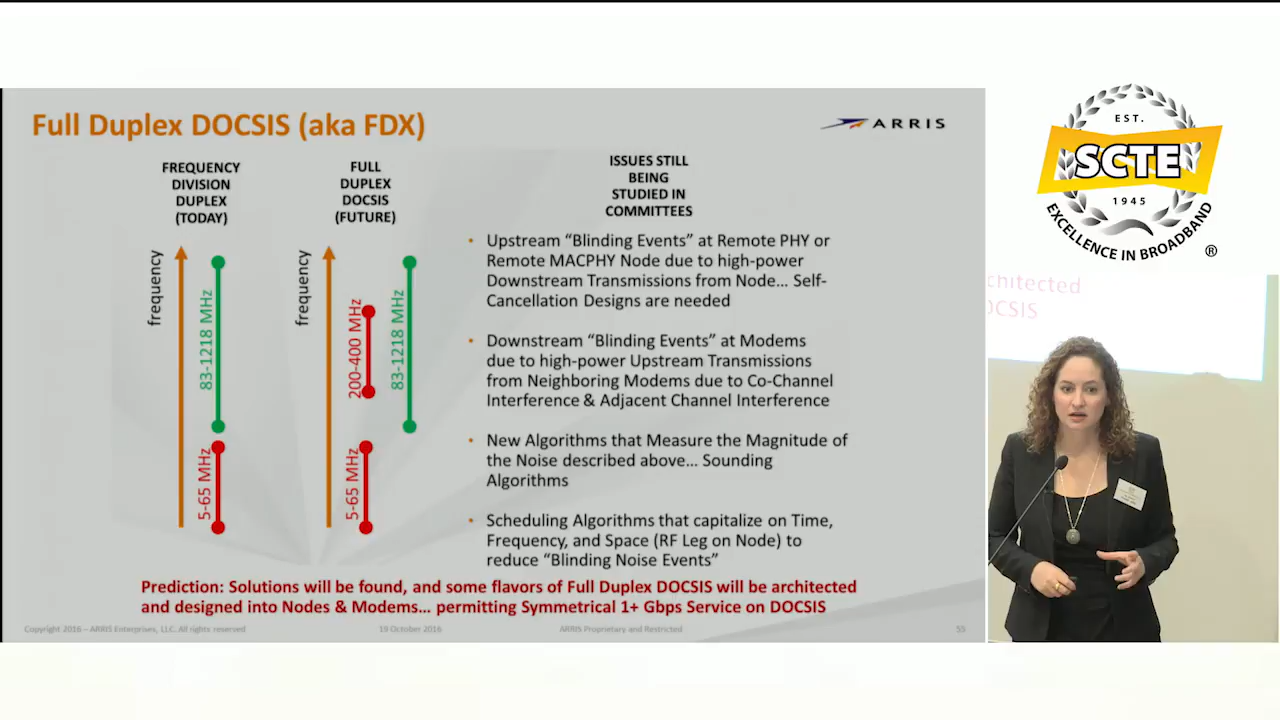 Full Duplex DOCSIS (aka FDX)
ARRIS
FREQUENCY
DIVISION
DUPLEX
(TODAY)
FULL
DUPLEX
DOCSIS
(FUTURE)
ISSUES STILL
BEING
STUDIED IN
COMMITTEES
frequency
83-1218 MHz
5-65 MHz
frequency
200-400 MHz
83-1218 MHz
5-65 MHz
• Upstream “Blinding Events” at Remote PHY or
Remote MACPHY Node due to high-power
Downstream Transmissions from Node… Self-
Cancellation Designs are needed
• Downstream “Blinding Events” at Modems
due to high-power Upstream Transmissions
from Neighboring Modems due to Co-Channel
Interference & Adjacent Channel Interference
• New Algorithms that Measure the Magnitude of
the Noise described above… Sounding
Algorithms
• Scheduling Algorithms that capitalize on Time,
Frequency, and Space (RF Leg on Node) to
reduce “Blinding Noise Events”
Prediction: Solutions will be found, and some flavors of Full Duplex DOCSIS will be architected
and designed into Nodes & Modems… permitting Symmetrical 1+ Gbps Service on DOCSIS
Copyright 2016 – ARRIS Enterprises, LLC. All rights reserved
19 October 2016
ARRIS Proprietary and Restricted
55
EST.
SCTE
1945
EXCELLENCE IN BROADBAND
®
chitected
OCSIS